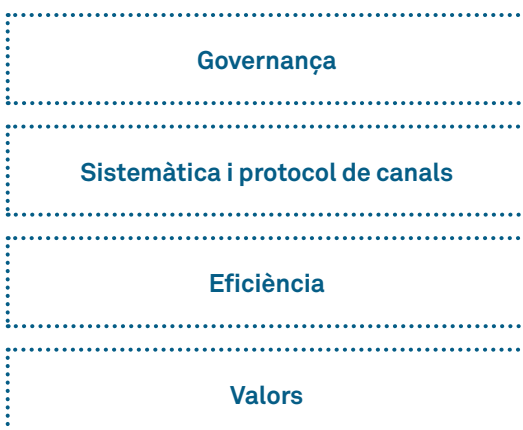 Governança
Sistemàtica i protocol de canals
Eficiència
Valors